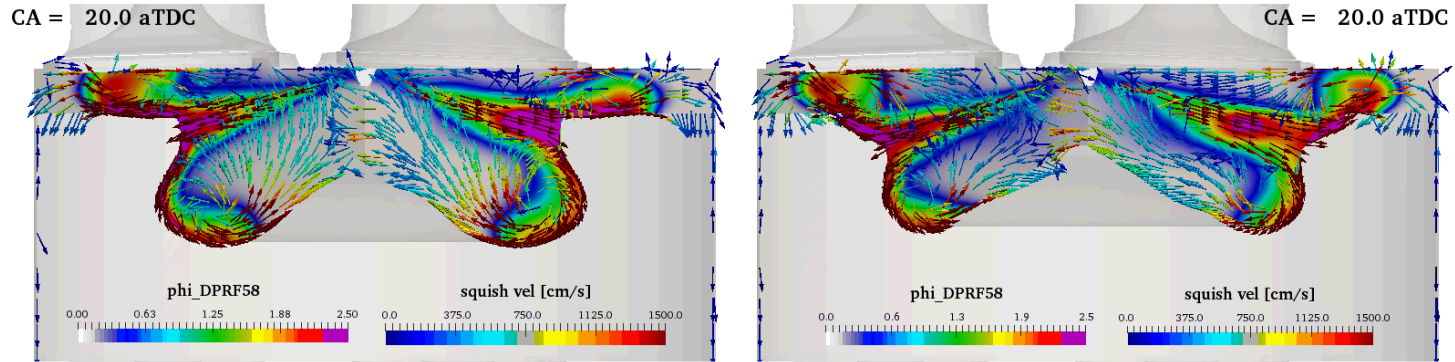 CA = 20.0 aTDC
CA = 20.0 aTDC
phi_DPRF58
squish vel [cm/s]
0.00 0.63 1.25 1.88 2.50
0.0 375.0 750.0 1125.0 1500.0
phi_DPRF58
squish vel [cm/s]
0.0 0.6 1.3 1.9 2.5
0.0 375.0 750.0 1125.0 1500.0